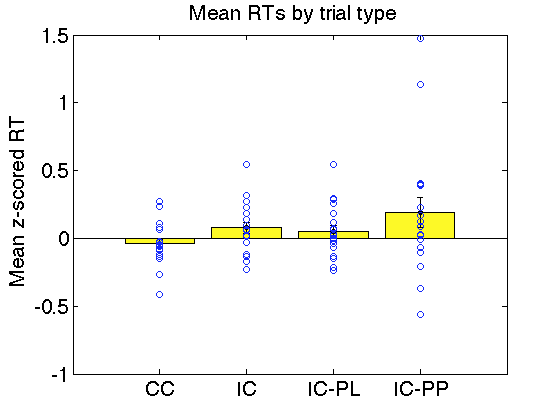 Mean RTs by trial type
Mean z-scored RT
1.5
1
0.5
0
-0.5
-1
CC IC IC-PL IC-PP